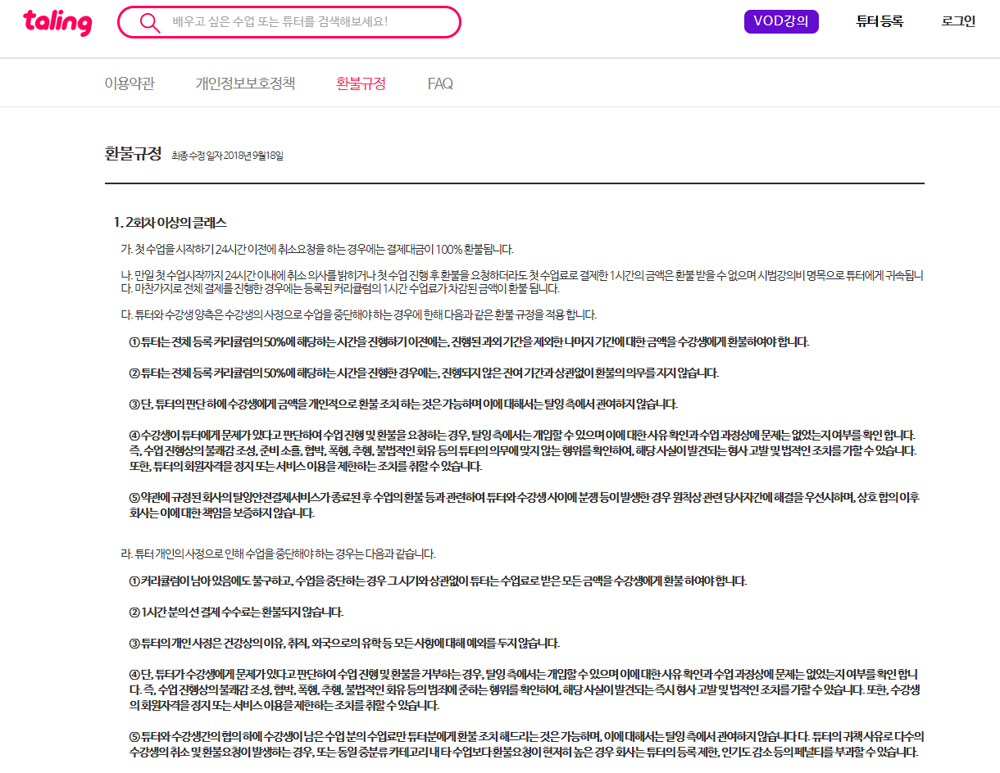 taling
배우고 싶은 수업 또는 튜터를 검색해보세요!
VOD강의
튜터 등록
로그인
이용약관
개인정보보호정책
환불규정
FAQ
환불규정 최종 수정 일자 2018년 9월18일
1. 2회차 이상의 클래스
가. 첫 수업을 시작하기 24시간 이전에 취소요청을 하는 경우에는 결제대금이 100% 환불됩니다.
나. 만일 첫 수업시작까지 24시간 이내에 취소 의사를 밝히거나 첫 수업 진행 후 환불을 요청하더라도 첫 수업료로 결제한 1시간의 금액은 환불 받을 수 없으며 시범강의비 명목으로 튜터에게 귀속됩니
다. 마찬가지로 전체 결제를 진행한 경우에는 등록된 커리큘럼의 1시간 수업료가 차감된 금액이 환불 됩니다.
다. 튜터와 수강생 양측은 수강생의 사정으로 수업을 중단해야 하는 경우에 한해 다음과 같은 환불 규정을 적용 합니다.
① 튜터는 전체 등록 커리큘럼의 50%에 해당하는 시간을 진행하기 이전에는, 진행된 과외 기간을 제외한 나머지 기간에 대한 금액을 수강생에게 환불하여야 합니다.
② 튜터는 전체 등록 커리큘럼의 50%에 해당하는 시간을 진행한 경우에는, 진행되지 않은 잔여 기간과 상관없이 환불의 의무를 지지 않습니다.
③ 단, 튜터의 판단 하에 수강생에게 금액을 개인적으로 환불 조치 하는 것은 가능하며 이에 대해서는 탈잉 측에서 관여하지 않습니다.
④ 수강생이 튜터에게 문제가 있다고 판단하여 수업 진행 및 환불을 요청하는 경우, 탈잉 측에서는 개입할 수 있으며 이에 대한 사유 확인과 수업 과정상에 문제는 없었는지 여부를 확인 합니다.
즉, 수업 진행상의 불쾌감 조성, 준비 소홀, 협박, 폭행, 추행, 불법적인 회유 등의 튜터의 의무에 맞지 않는 행위를 확인하여, 해당 사실이 발견되는 형사 고발 및 법적인 조치를 가할 수 있습니다.
또한, 튜터의 회원자격을 정지 또는 서비스 이용을 제한하는 조치를 취할 수 있습니다.
⑤ 약관에 규정된 회사의 탈잉안전결제서비스가 종료된 후 수업의 환불 등과 관련하여 튜터와 수강생 사이에 분쟁 등이 발생한 경우 원칙상 관련 당사자간에 해결을 우선시하며, 상호 합의 이후
회사는 이에 대한 책임을 보증하지 않습니다.
라. 튜터 개인의 사정으로 인해 수업을 중단해야 하는 경우는 다음과 같습니다.
① 커리큘럼이 남아 있음에도 불구하고, 수업을 중단하는 경우 그 시기와 상관없이 튜터는 수업료로 받은 모든 금액을 수강생에게 환불 하여야 합니다.
② 1시간 분의 선 결제 수수료는 환불되지 않습니다.
③ 튜터의 개인 사정은 건강상의 이유, 취직, 외국으로의 유학 등 모든 사항에 대해 예외를 두지 않습니다.
④ 단, 튜터가 수강생에게 문제가 있다고 판단하여 수업 진행 및 환불을 거부하는 경우, 탈잉 측에서는 개입할 수 있으며 이에 대한 사유 확인과 수업 과정상에 문제는 없었는지 여부를 확인 합니
다. 즉, 수업 진행상의 불쾌감 조성, 협박, 폭행, 추행, 불법적인 회유 등의 범죄에 준하는 행위를 확인하여, 해당 사실이 발견되는 즉시 형사 고발 및 법적인 조치를 가할 수 있습니다. 또한, 수강생
의 회원자격을 정지 또는 서비스 이용을 제한하는 조치를 취할 수 있습니다.
⑤ 튜터와 수강생간의 협의 하에 수강생이 남은 수업 분의 수업료만 튜터분에게 환불 조치 해드리는 것은 가능하며, 이에 대해서는 탈잉 측에서 관여하지 않습니다 다. 튜터의 귀책 사유로 다수의
수강생의 취소 및 환불요청이 발생하는 경우, 또는 동일 중분류 카테고리 내 타 수업보다 환불요청이 현저히 높은 경우 회사는 튜터의 등록 제한, 인기도 감소 등의 페널티를 부과할 수 있습니다.